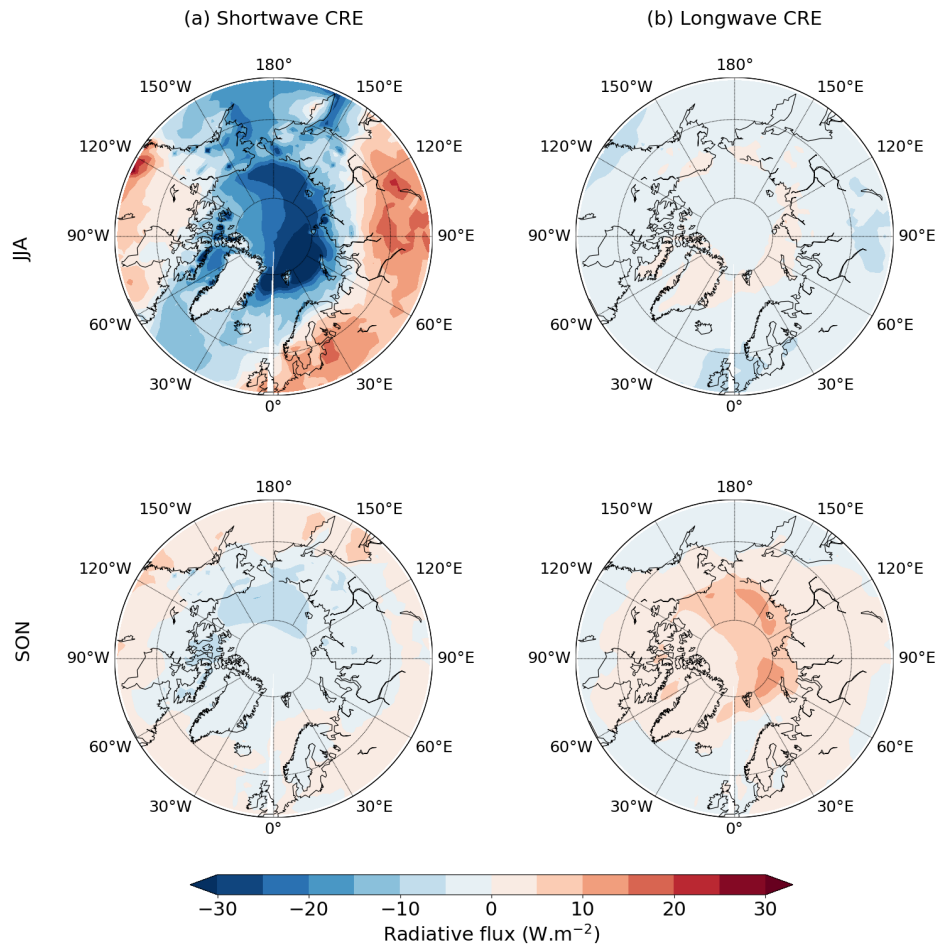 (a) Shortwave CRE
(b) Longwave CRE
180°
180°
150°W
150°E
150°W
150°E
120°W
120°E
120°W
120°E
JJA
90°W
90°E
90°W
90°E
60°W
60°E
60°W
60°E
30°W
30°E
30°W
30°E
0°
0°
180°
180°
150°W
150°E
150°W
150°E
120°W
120°E
120°W
120°E
SON
90°W
90°E
90°W
90°E
60°W
60°E
60°W
60°E
30°W
30°E
30°W
30°E
0°
0°
−30 −20 −10 0 10 20 30
Radiative flux (W.m⁻²)